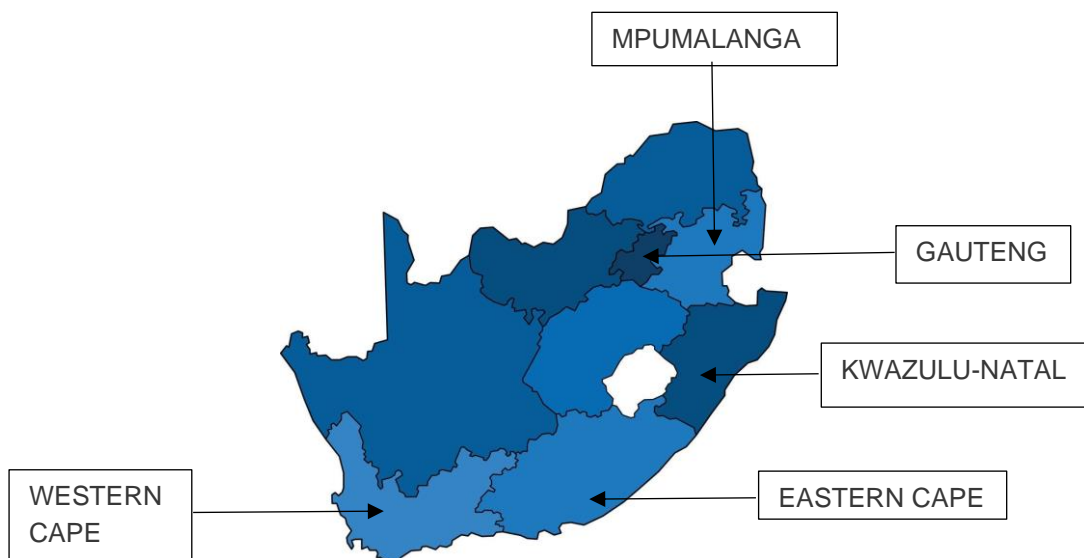 MPUMALANGA
GAUTENG
KWAZULU-NATAL
WESTERN
CAPE
EASTERN CAPE